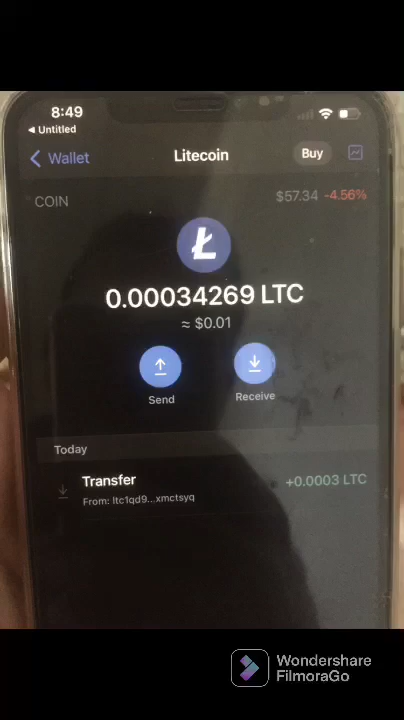 8:49
◀ Untitled
Wallet
Litecoin
Buy
COIN
$57.34 -4.56%
0.00034269 LTC
≈ $0.01
Send
Receive
Today
Transfer
+0.0003 LTC
From: ltc1qd9...xmctsyq
Wondershare
FilmoraGo